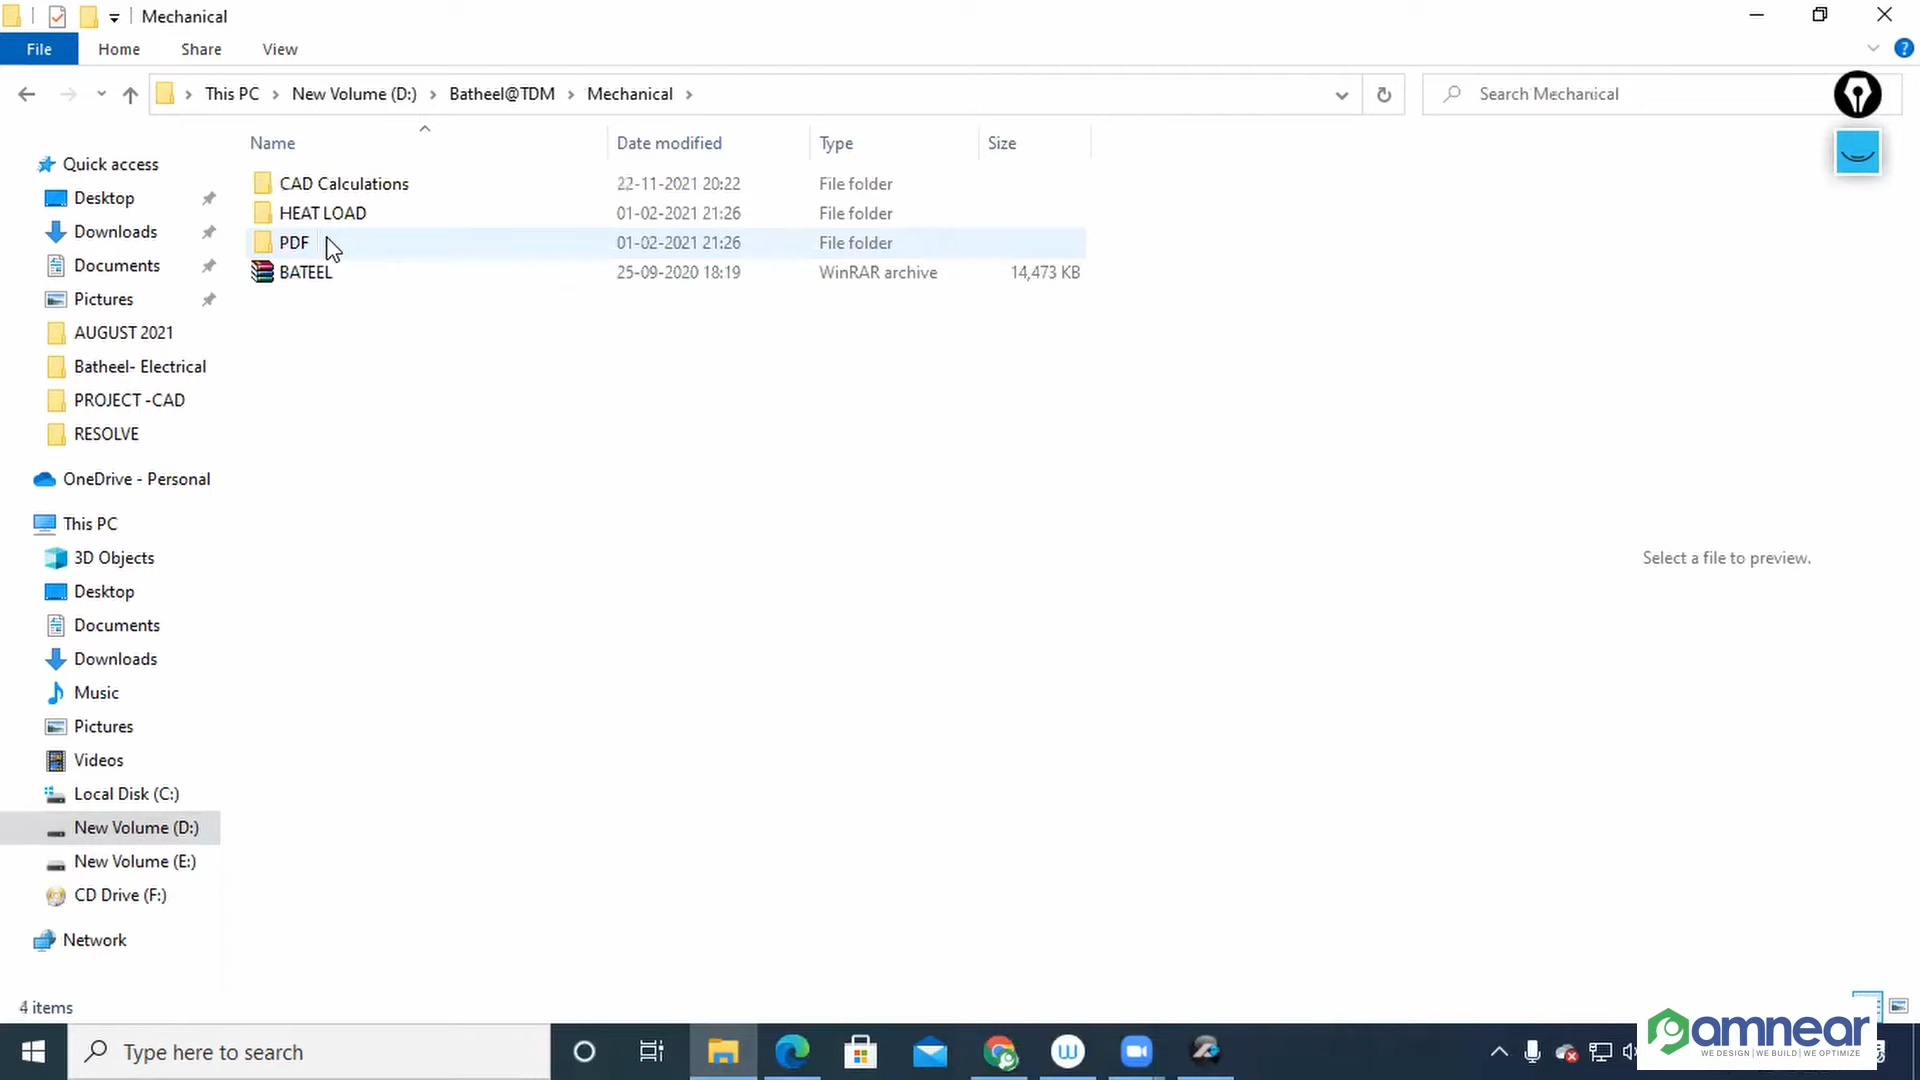 Mechanical
File Home Share View
This PC New Volume (D:) Batheel@TDM Mechanical
Search Mechanical
Name Date modified Type Size
CAD Calculations 22-11-2021 20:22 File folder
HEAT LOAD 01-02-2021 21:26 File folder
PDF 01-02-2021 21:26 File folder
BATEEL 25-09-2020 18:19 WinRAR archive 14,473 KB
Quick access
Desktop
Downloads
Documents
Pictures
AUGUST 2021
Batheel- Electrical
PROJECT -CAD
RESOLVE
OneDrive - Personal
This PC
3D Objects
Desktop
Documents
Downloads
Music
Pictures
Videos
Local Disk (C:)
New Volume (D:)
New Volume (E:)
CD Drive (F:)
Network
Select a file to preview.
4 items
Type here to search
amnear
WE DESIGN | WE BUILD | WE OPTIMIZE